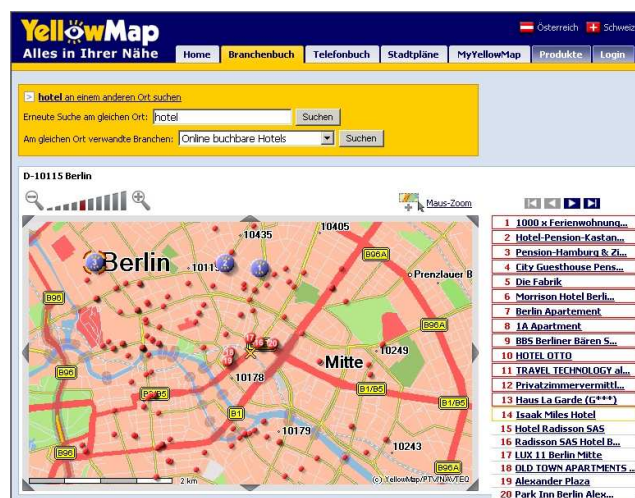 YellowMap
Alles in Ihrer Nähe
Österreich
Schweiz
Home
Branchenbuch
Telefonbuch
Stadtpläne
MyYellowMap
Produkte
Login
hotel an einem anderen Ort suchen
Erneute Suche am gleichen Ort: hotel Suchen
Am gleichen Ort verwandte Branchen: Online buchbare Hotels Suchen
D-10115 Berlin
Maus-Zoom
10405
10435
B96A
Berlin
Prenzlauer B
B96
B96A
10249
Mitte
10178
B1/B5
B96
B1
B1/B5
10179
10243
B96
B96A
2 km
(c) YellowMap/PTV/NAVTEQ
1 1000 x Ferienwohnung...
2 Hotel-Pension-Kastan...
3 Pension-Hamburg & Zi...
4 City Guesthouse Pens...
5 Die Fabrik
6 Morrison Hotel Berli...
7 Berlin Apartement
8 1A Apartment
9 BBS Berliner Bären S...
10 HOTEL OTTO
11 TRAVEL TECHNOLOGY al...
12 Privatzimmervermittl...
13 Haus La Garde (G***)
14 Isaak Miles Hotel
15 Hotel Radisson SAS
16 Radisson SAS Hotel B...
17 LUX 11 Berlin Mitte
18 OLD TOWN APARTMENTS ...
19 Alexander Plaza
20 Park Inn Berlin Alex...